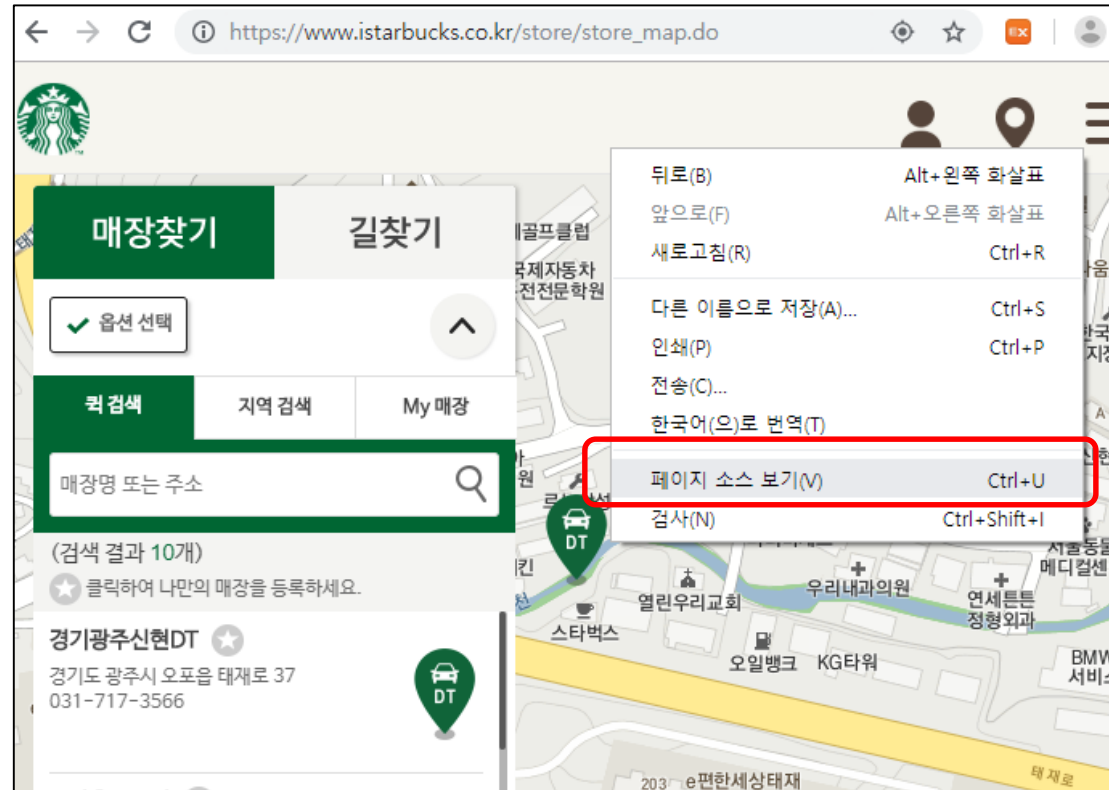 https://www.istarbucks.co.kr/store/store_map.do
매장찾기
길찾기
옵션 선택
퀵 검색
지역 검색
My 매장
매장명 또는 주소
(검색 결과 10개)
클릭하여 나만의 매장을 등록하세요.
경기광주신현DT
경기도 광주시 오포읍 태재로 37
031-717-3566
DT
뒤로(B) Alt+왼쪽 화살표
앞으로(F) Alt+오른쪽 화살표
새로고침(R) Ctrl+R
다른 이름으로 저장(A)... Ctrl+S
인쇄(P) Ctrl+P
전송(C)...
한국어(으)로 번역(T)
페이지 소스 보기(V) Ctrl+U
검사(N) Ctrl+Shift+I
골프클럽
국제자동차
전전문학원
DT
열린우리교회
스타벅스
우리내과의원
연세튼튼
정형외과
메디컬센
오일뱅크
KG타워
BMW
서비스
203
e편한세상태재
태재로